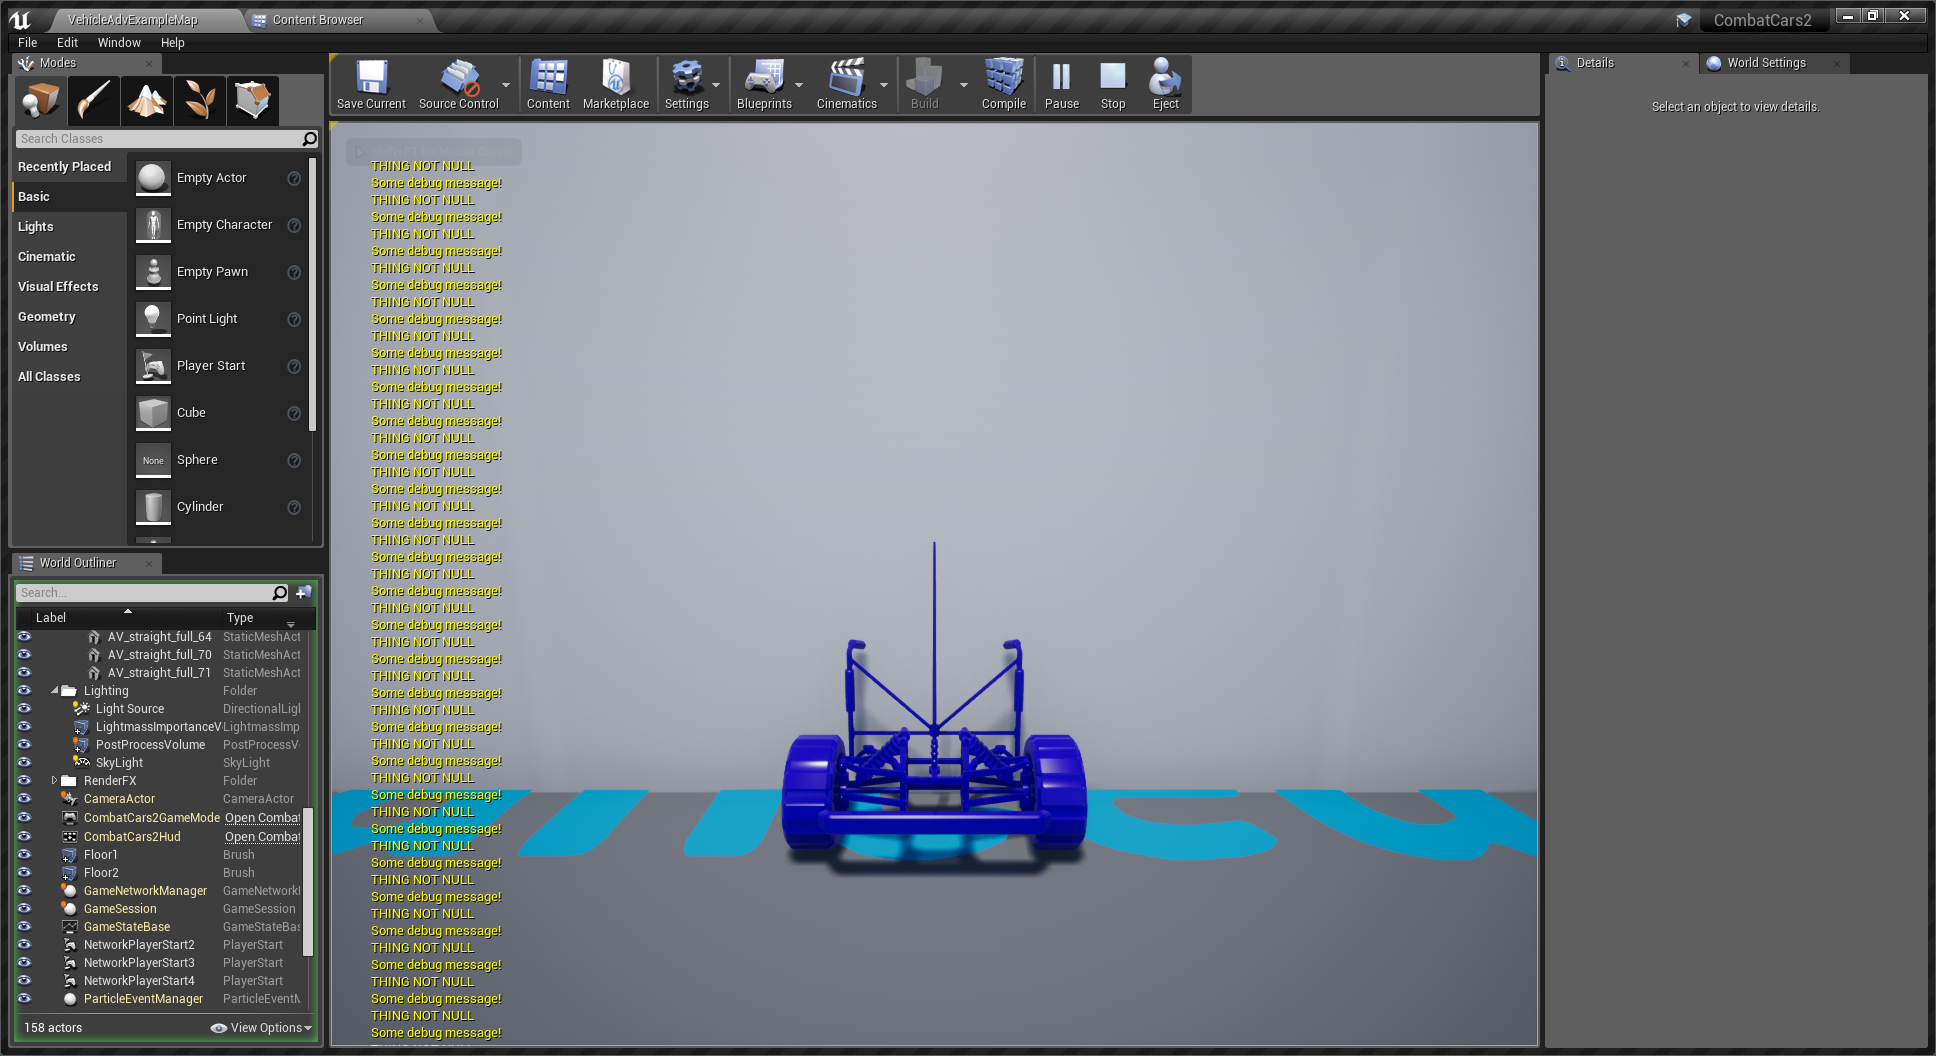 VehicleAdvExampleMap
Content Browser
CombatCars2
File Edit Window Help
Modes
Save Current
Source Control
Content
Marketplace
Settings
Blueprints
Cinematics
Build
Compile
Pause
Stop
Eject
Details
World Settings
Select an object to view details.
Search Classes
Recently Placed
Basic
Lights
Cinematic
Visual Effects
Geometry
Volumes
All Classes
Empty Actor
Empty Character
Empty Pawn
Point Light
Player Start
Cube
None
Sphere
Cylinder
World Outliner
Search...
Label Type
AV_straight_full_64 StaticMeshAct
AV_straight_full_70 StaticMeshAct
AV_straight_full_71 StaticMeshAct
Lighting Folder
Light Source DirectionalLigl
LightmassImportanceV LightmassImp
PostProcessVolume PostProcessV
SkyLight SkyLight
RenderFX Folder
CameraActor CameraActor
CombatCars2GameMode Open Combat
CombatCars2Hud Open Combat
Floor1 Brush
Floor2 Brush
GameNetworkManager GameNetworkI
GameSession GameSession
GameStateBase GameStateBas
NetworkPlayerStart2 PlayerStart
NetworkPlayerStart3 PlayerStart
NetworkPlayerStart4 PlayerStart
ParticleEventManager ParticleEventM
158 actors
View Options
THING NOT NULL
Some debug message!
THING NOT NULL
Some debug message!
THING NOT NULL
Some debug message!
THING NOT NULL
Some debug message!
THING NOT NULL
Some debug message!
THING NOT NULL
Some debug message!
THING NOT NULL
Some debug message!
THING NOT NULL
Some debug message!
THING NOT NULL
Some debug message!
THING NOT NULL
Some debug message!
THING NOT NULL
Some debug message!
THING NOT NULL
Some debug message!
THING NOT NULL
Some debug message!
THING NOT NULL
Some debug message!
THING NOT NULL
Some debug message!
THING NOT NULL
Some debug message!
THING NOT NULL
Some debug message!
THING NOT NULL
Some debug message!
THING NOT NULL
Some debug message!
THING NOT NULL
Some debug message!
THING NOT NULL
Some debug message!
THING NOT NULL
Some debug message!
THING NOT NULL
Some debug message!
THING NOT NULL
Some debug message!
THING NOT NULL
Some debug message!
THING NOT NULL
Some debug message!